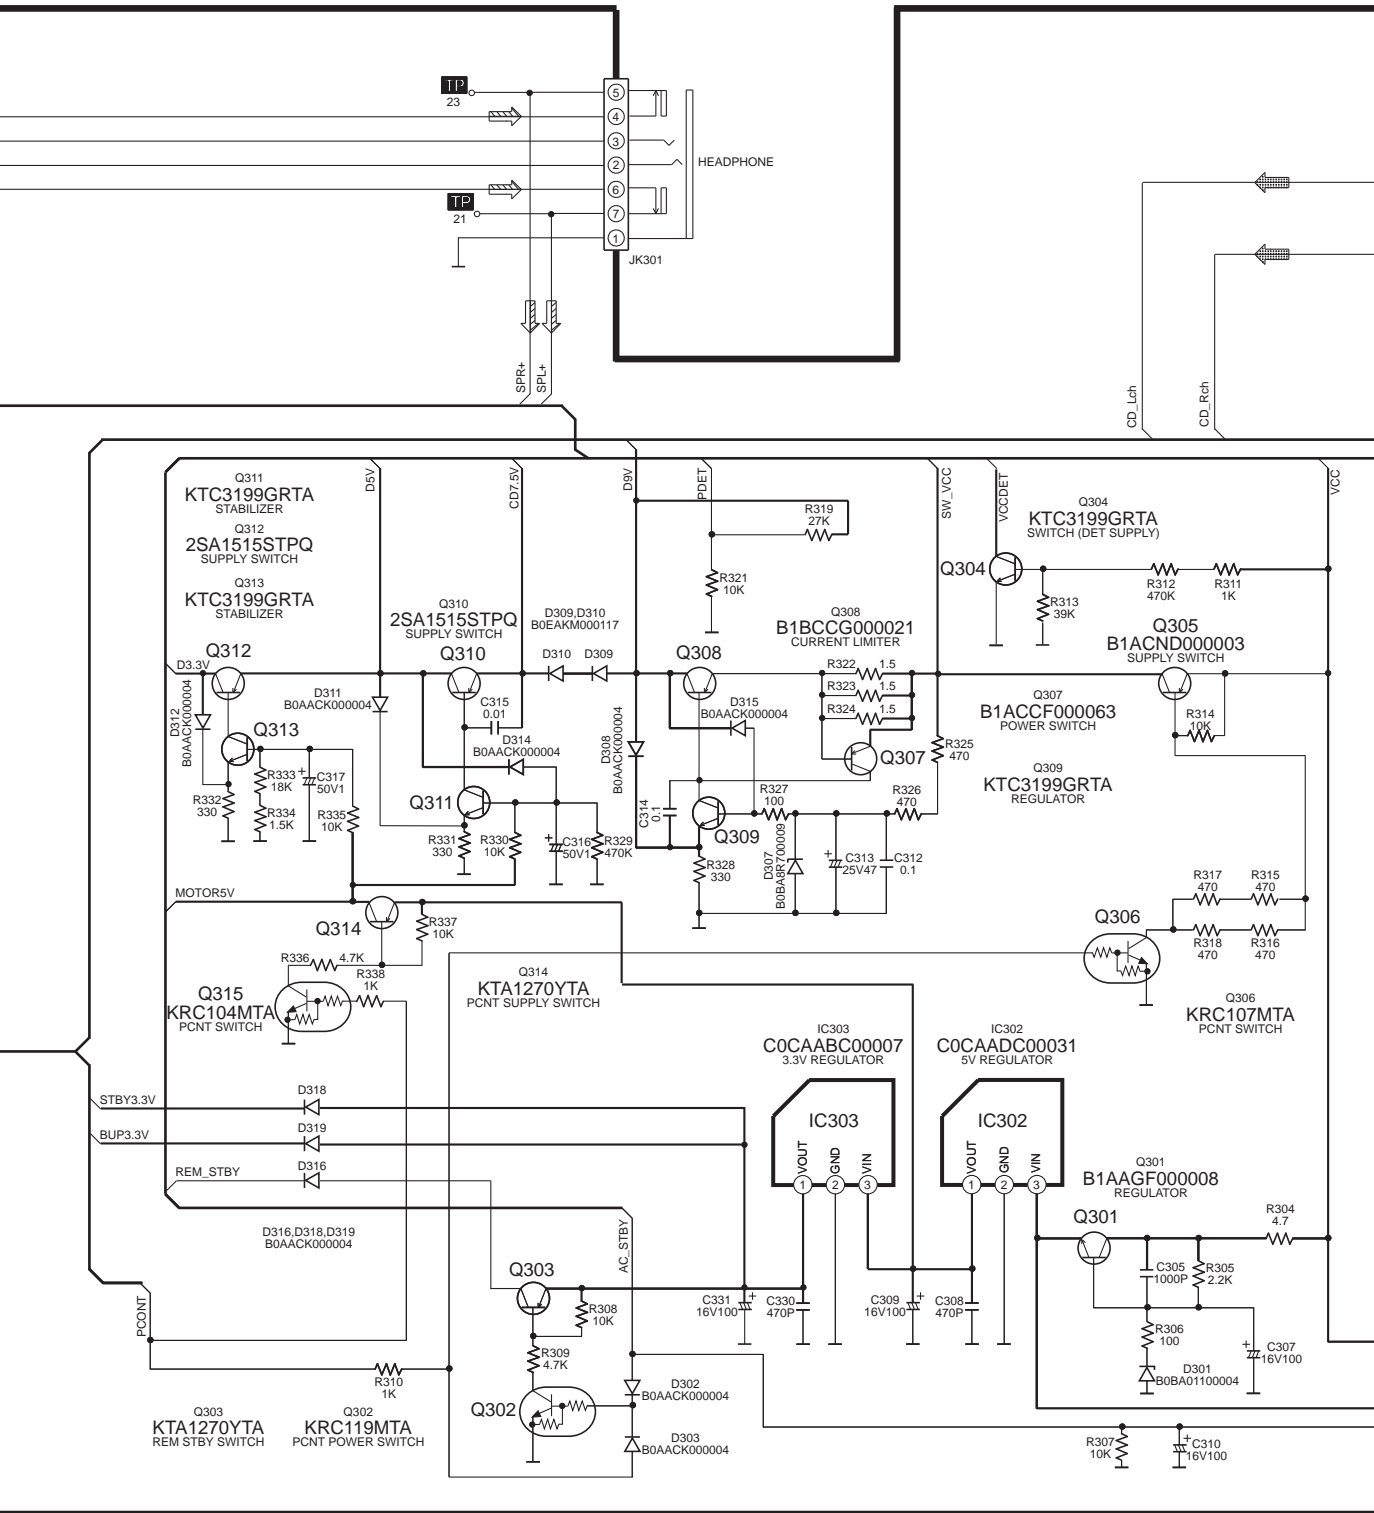 TP
23
5
4
3
2
6
7
1
HEADPHONE
TP
21
JK301
SPR+
SPL+
CD_Lch
CD_Rch
D5V
CD7.5V
D9V
PDET
SW_VCC
VCCDET
VCC
Q311
KTC3199GRTA
STABILIZER
Q312
2SA1515STPQ
SUPPLY SWITCH
Q313
KTC3199GRTA
STABILIZER
R319
27K
Q304
KTC3199GRTA
SWITCH (DET SUPPLY)
Q304
R321
10K
R312
470K
R311
1K
R313
39K
Q310
2SA1515STPQ
SUPPLY SWITCH
D309,D310
B0EAKM000117
Q308
B1BCCG000021
CURRENT LIMITER
Q305
B1ACND000003
SUPPLY SWITCH
Q312
Q310
D310
D309
Q308
D3.3V
R322
1.5
R323
1.5
R324
1.5
D312
B0AACK000004
D311
B0AACK000004
C315
0.01
D315
B0AACK000004
Q307
B1ACCF000063
POWER SWITCH
R314
10K
Q313
D314
B0AACK000004
D308
B0AACK000004
Q307
R325
470
Q309
KTC3199GRTA
REGULATOR
R333
18K
C317
50V1
R332
330
R334
1.5K
R335
10K
Q311
R327
100
R326
470
C314
0.1
Q309
R331
330
R330
10K
C316
50V1
R329
470K
R328
330
D307
B0BA8R700009
C313
25V47
C312
0.1
MOTOR5V
Q314
R337
10K
R317
470
R315
470
Q306
R318
470
R316
470
R336
4.7K
R338
1K
Q315
KRC104MTA
PCNT SWITCH
Q314
KTA1270YTA
PCNT SUPPLY SWITCH
Q306
KRC107MTA
PCNT SWITCH
IC303
C0CAABC00007
3.3V REGULATOR
IC302
C0CAADC00031
5V REGULATOR
STBY3.3V
D318
BUP3.3V
D319
REM_STBY
D316
IC303
VOUT
GND
VIN
1
2
3
IC302
VOUT
GND
VIN
1
2
3
Q301
B1AAGF000008
REGULATOR
Q301
R304
4.7
D316,D318,D319
B0AACK000004
AC_STBY
Q303
C305
1000P
R305
2.2K
PCONT
R308
10K
C331
16V100
C330
470P
C309
16V100
C308
470P
R306
100
C307
16V100
R309
4.7K
D301
B0BA01100004
R310
1K
D302
B0AACK000004
Q302
Q303
KTA1270YTA
REM STBY SWITCH
Q302
KRC119MTA
PCNT POWER SWITCH
D303
B0AACK000004
R307
10K
C310
16V100